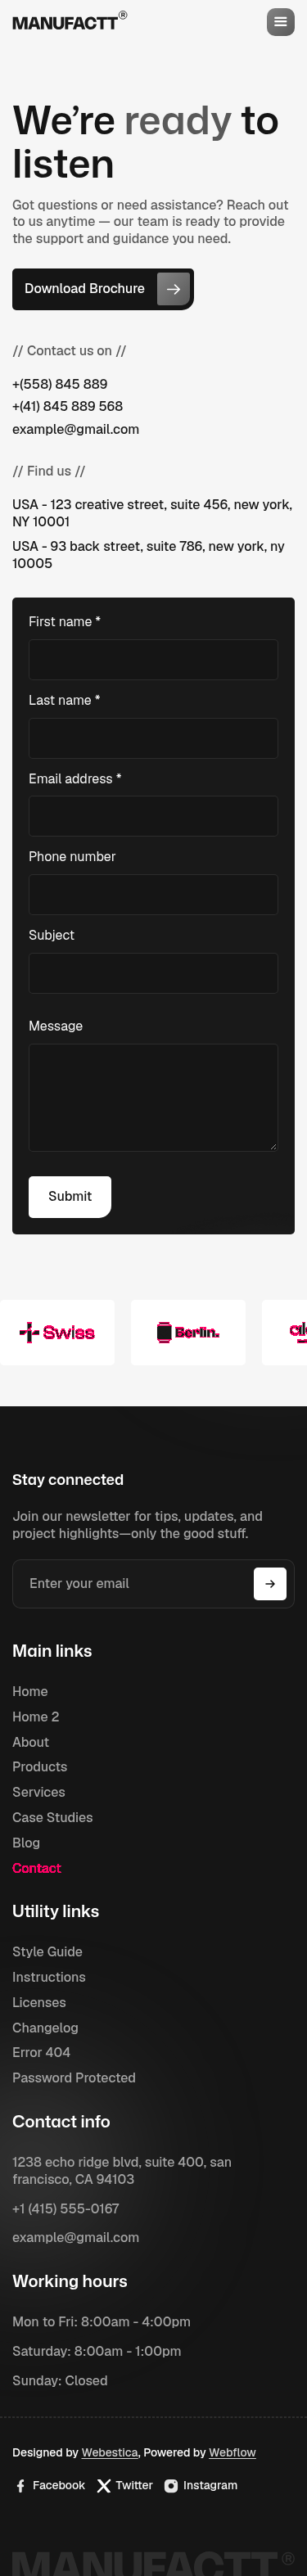 MANUFACTT®
We're ready to
listen
Got questions or need assistance? Reach out
to us anytime — our team is ready to provide
the support and guidance you need.
Download Brochure
// Contact us on //
+(558) 845 889
+(41) 845 889 568
example@gmail.com
// Find us //
USA - 123 creative street, suite 456, new york,
NY 10001
USA - 93 back street, suite 786, new york, ny
10005
First name *
Last name *
Email address *
Phone number
Subject
Message
Submit
Swiss
Berlin.
Stay connected
Join our newsletter for tips, updates, and
project highlights—only the good stuff.
Enter your email
Main links
Home
Home 2
About
Products
Services
Case Studies
Blog
Contact
Utility links
Style Guide
Instructions
Licenses
Changelog
Error 404
Password Protected
Contact info
1238 echo ridge blvd, suite 400, san
francisco, CA 94103
+1 (415) 555-0167
example@gmail.com
Working hours
Mon to Fri: 8:00am - 4:00pm
Saturday: 8:00am - 1:00pm
Sunday: Closed
Designed by Webestica, Powered by Webflow
Facebook Twitter Instagram
MANUFACTT®